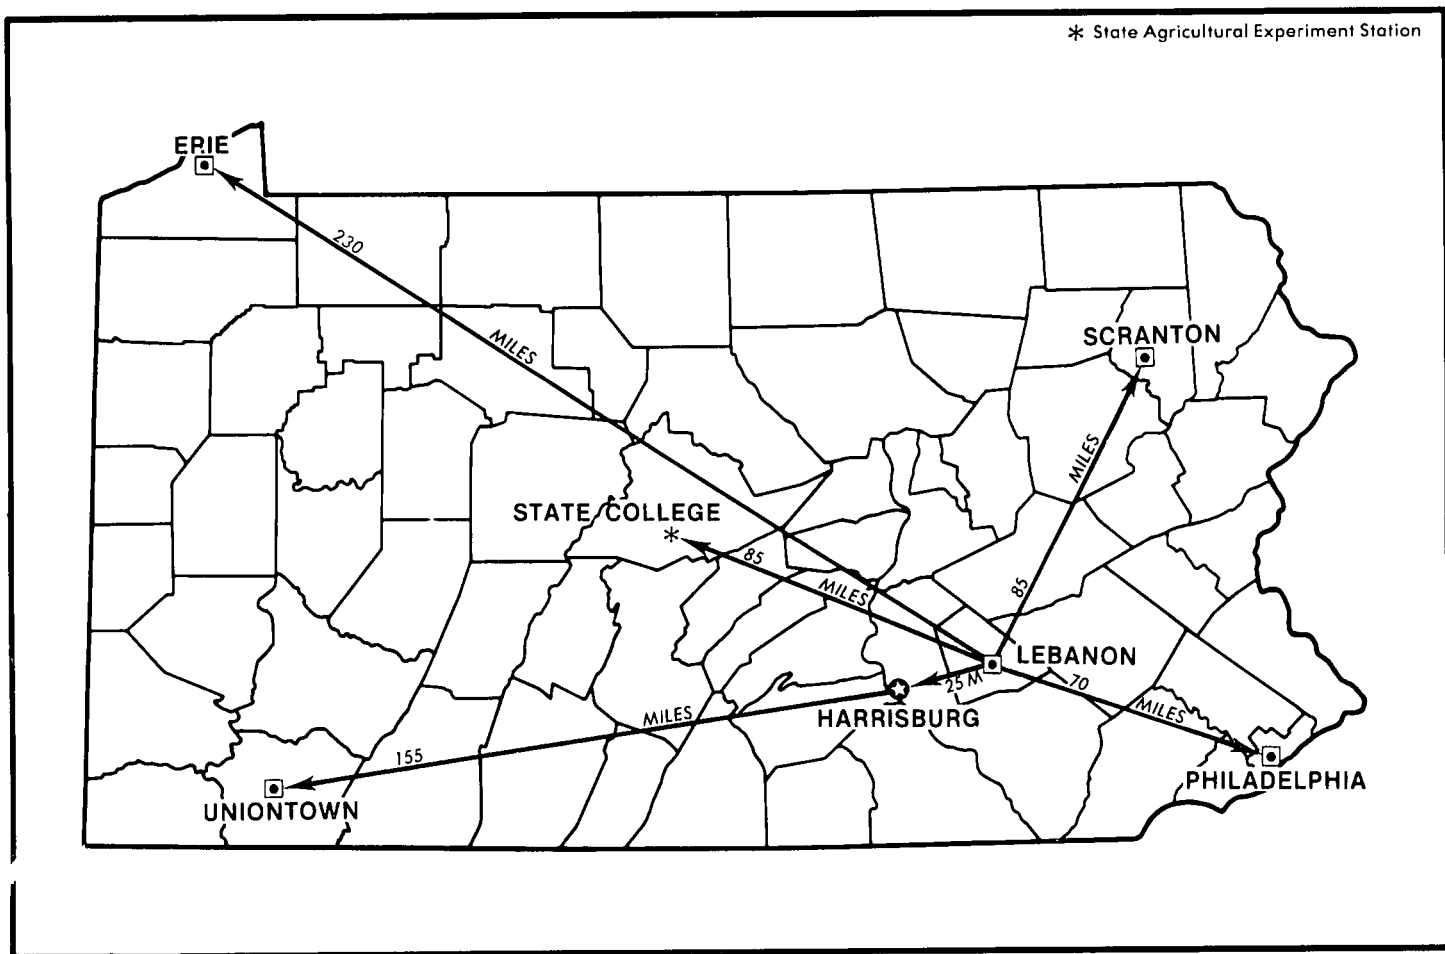 * State Agricultural Experiment Station
ERIE
230
MILES
SCRANTON
MILES
85
STATE COLLEGE
*
85
MILES
LEBANON
25 M
70
MILES
HARRISBURG
MILES
155
PHILADELPHIA
UNIONTOWN